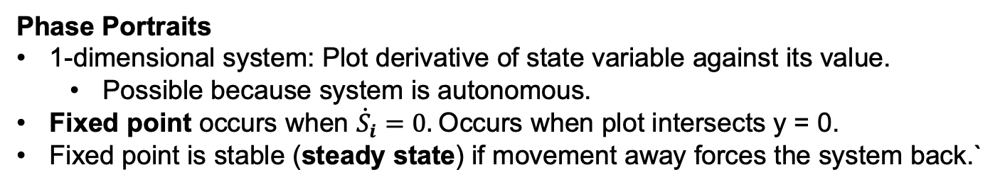 Phase Portraits
• 1-dimensional system: Plot derivative of state variable against its value.
• Possible because system is autonomous.
• Fixed point occurs when Ṡᵢ = 0. Occurs when plot intersects y = 0.
• Fixed point is stable (steady state) if movement away forces the system back.`